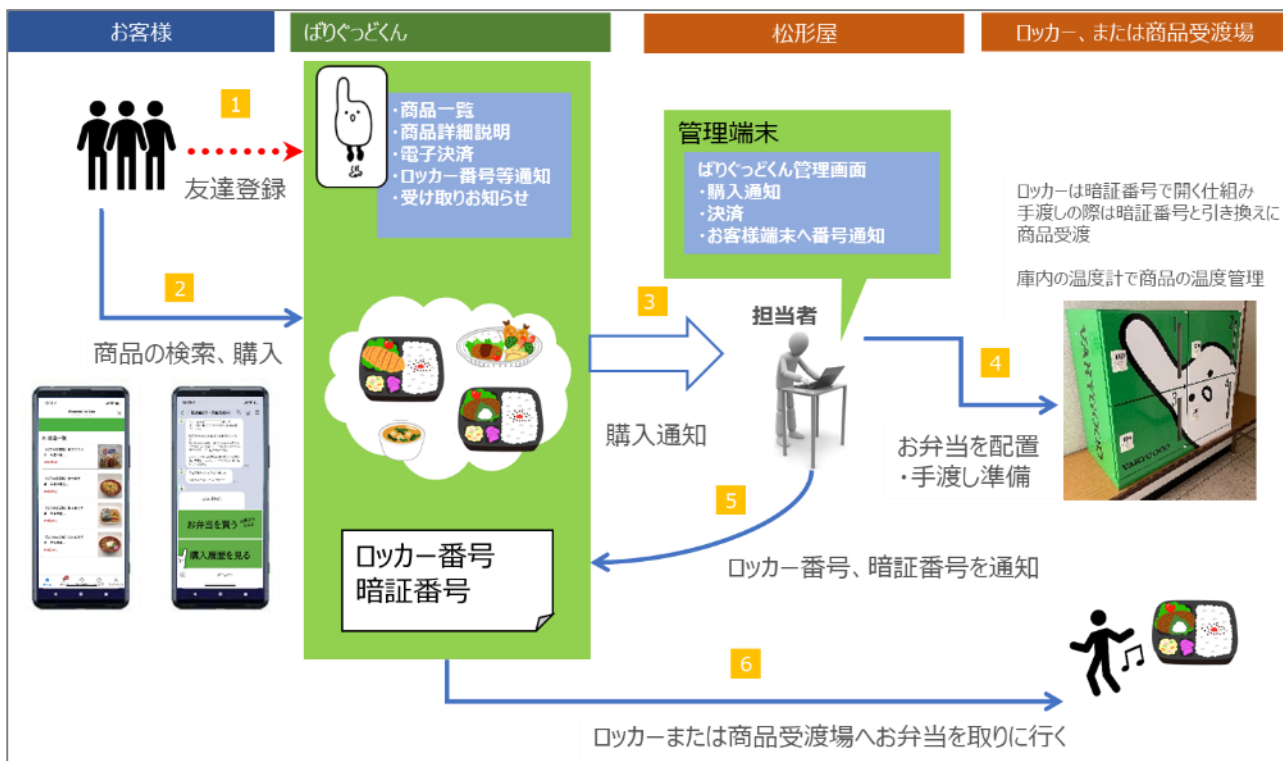 お客様
ばりぐっどくん
松形屋
ロッカー、または商品受渡場
1
友達登録
・商品一覧
・商品詳細説明
・電子決済
・ロッカー番号等通知
・受け取りお知らせ
管理端末
ばりぐっどくん管理画面
・購入通知
・決済
・お客様端末へ番号通知
ロッカーは暗証番号で開く仕組み
手渡しの際は暗証番号と引き換えに
商品受渡
庫内の温度計で商品の温度管理
2
商品の検索、購入
お弁当を買う
購入履歴を見る
3
購入通知
担当者
4
お弁当を配置
・手渡し準備
VARYGOOD
5
ロッカー番号、暗証番号を通知
ロッカー番号
暗証番号
6
ロッカーまたは商品受渡場へお弁当を取りに行く